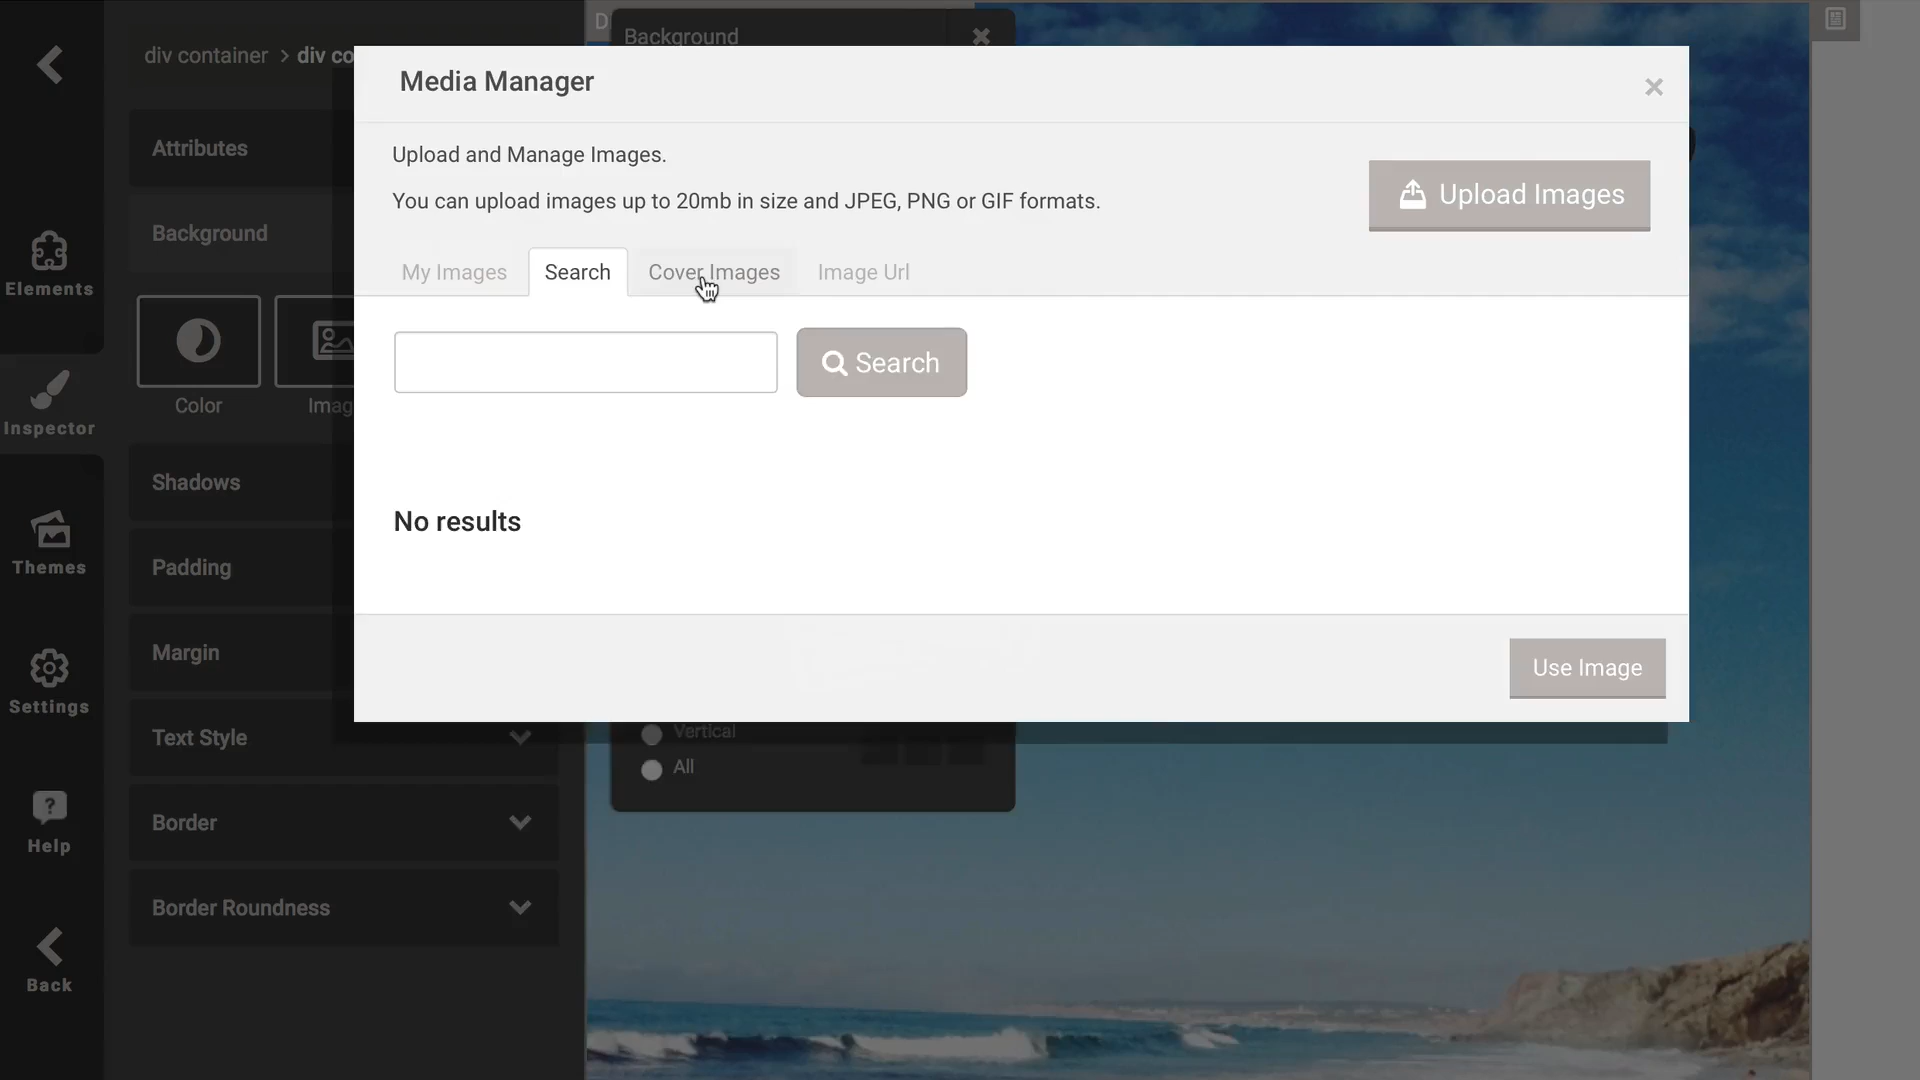 div container > div co
D
Background
Media Manager
Upload and Manage Images.
You can upload images up to 20mb in size and JPEG, PNG or GIF formats.
Upload Images
My Images
Search
Cover Images
Image Url
Search
No results
Use Image
Elements
Inspector
Themes
Settings
Help
Back
Attributes
Background
Color
Imag
Shadows
Padding
Margin
Text Style
Border
Border Roundness
Vertical
All